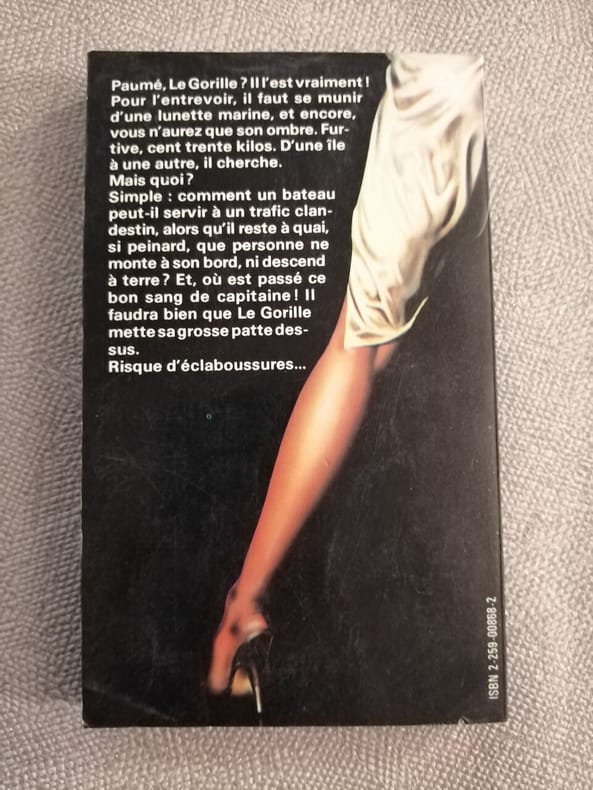 Paumé, Le Gorille ? Il l'est vraiment !
Pour l'entrevoir, il faut se munir
d'une lunette marine, et encore,
vous n'aurez que son ombre. Fur-
tive, cent trente kilos. D'une île
à une autre, il cherche.
Mais quoi ?
Simple : comment un bateau
peut-il servir à un trafic clan-
destin, alors qu'il reste à quai,
si peinard, que personne ne
monte à son bord, ni descend
à terre ? Et, où est passé ce
bon sang de capitaine ! Il
faudra bien que Le Gorille
mette sa grosse patte des-
sus.
Risque d'éclaboussures...
ISBN 2-259-00868-2